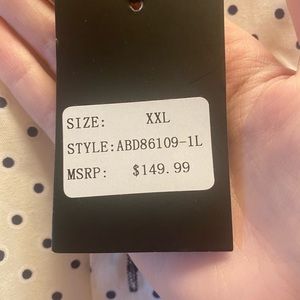 SIZE: XXL
STYLE:ABD86109-1L
MSRP: $149.99